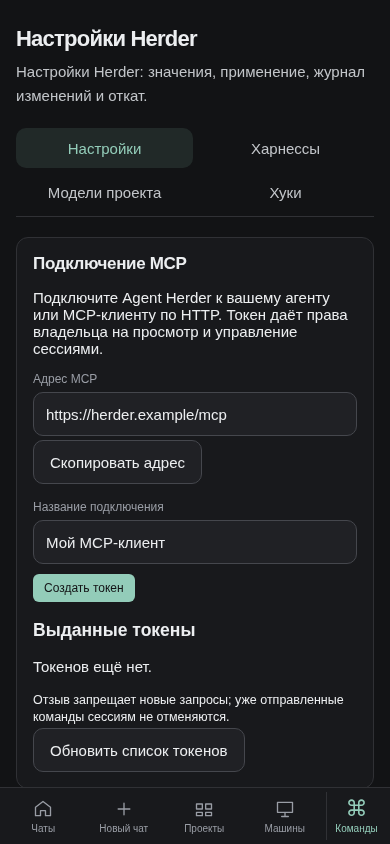 Настройки Herder
Настройки Herder: значения, применение, журнал
изменений и откат.
Настройки
Харнессы
Модели проекта
Хуки
Подключение MCP
Подключите Agent Herder к вашему агенту
или MCP-клиенту по HTTP. Токен даёт права
владельца на просмотр и управление
сессиями.
Адрес MCP
https://herder.example/mcp
Скопировать адрес
Название подключения
Мой MCP-клиент
Создать токен
Выданные токены
Токенов ещё нет.
Отзыв запрещает новые запросы; уже отправленные
команды сессиям не отменяются.
Обновить список токенов
Чаты
Новый чат
Проекты
Машины
Команды